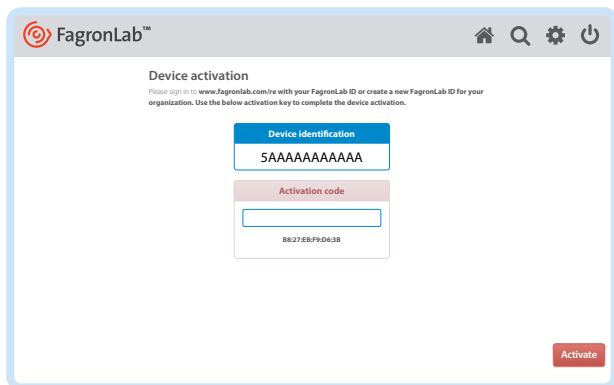 FagronLab™
Device activation
Please sign in to www.fagronlab.com/re with your FagronLab ID or create a new FagronLab ID for your
organization. Use the below activation key to complete the device activation.
Device identification
5AAAAAAAAAAA
Activation code
B8:27:EB:F9:D6:3B
Activate